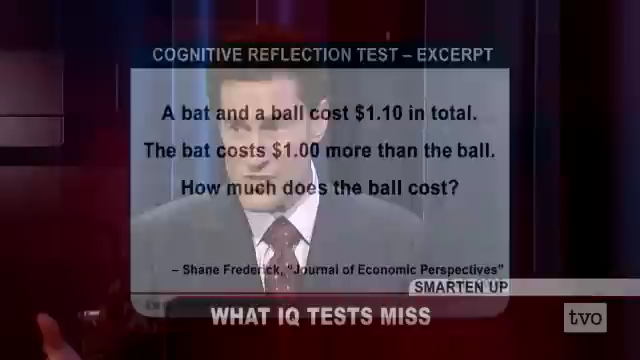 COGNITIVE REFLECTION TEST – EXCERPT
A bat and a ball cost $1.10 in total.
The bat costs $1.00 more than the ball.
How much does the ball cost?
– Shane Frederick, “Journal of Economic Perspectives”
SMARTEN UP
WHAT IQ TESTS MISS
tvo